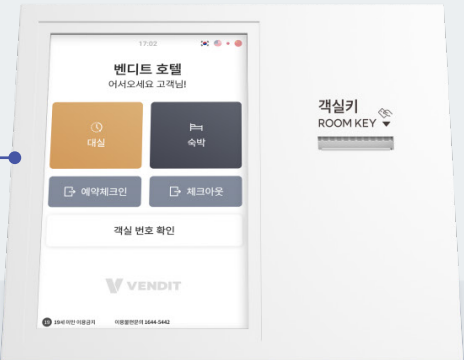 17:02
벤디트 호텔
어서오세요 고객님!
대실
숙박
예약체크인
체크아웃
객실 번호 확인
VENDIT
19 19세 미만 이용금지
이용불편문의 1644-5442
객실키
ROOM KEY